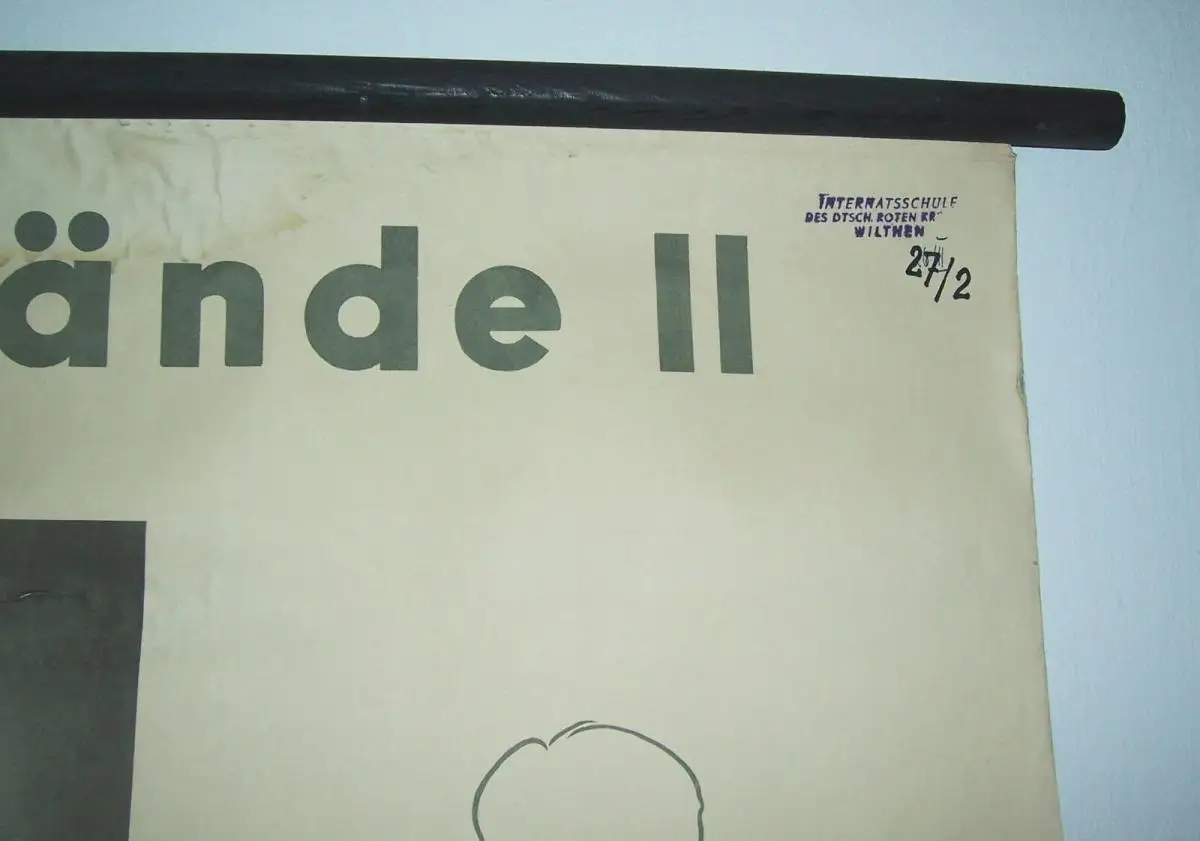 ände II
INTERNATSSCHULE
DES DTSCH. ROTEN KR
WILTHEN
27/2